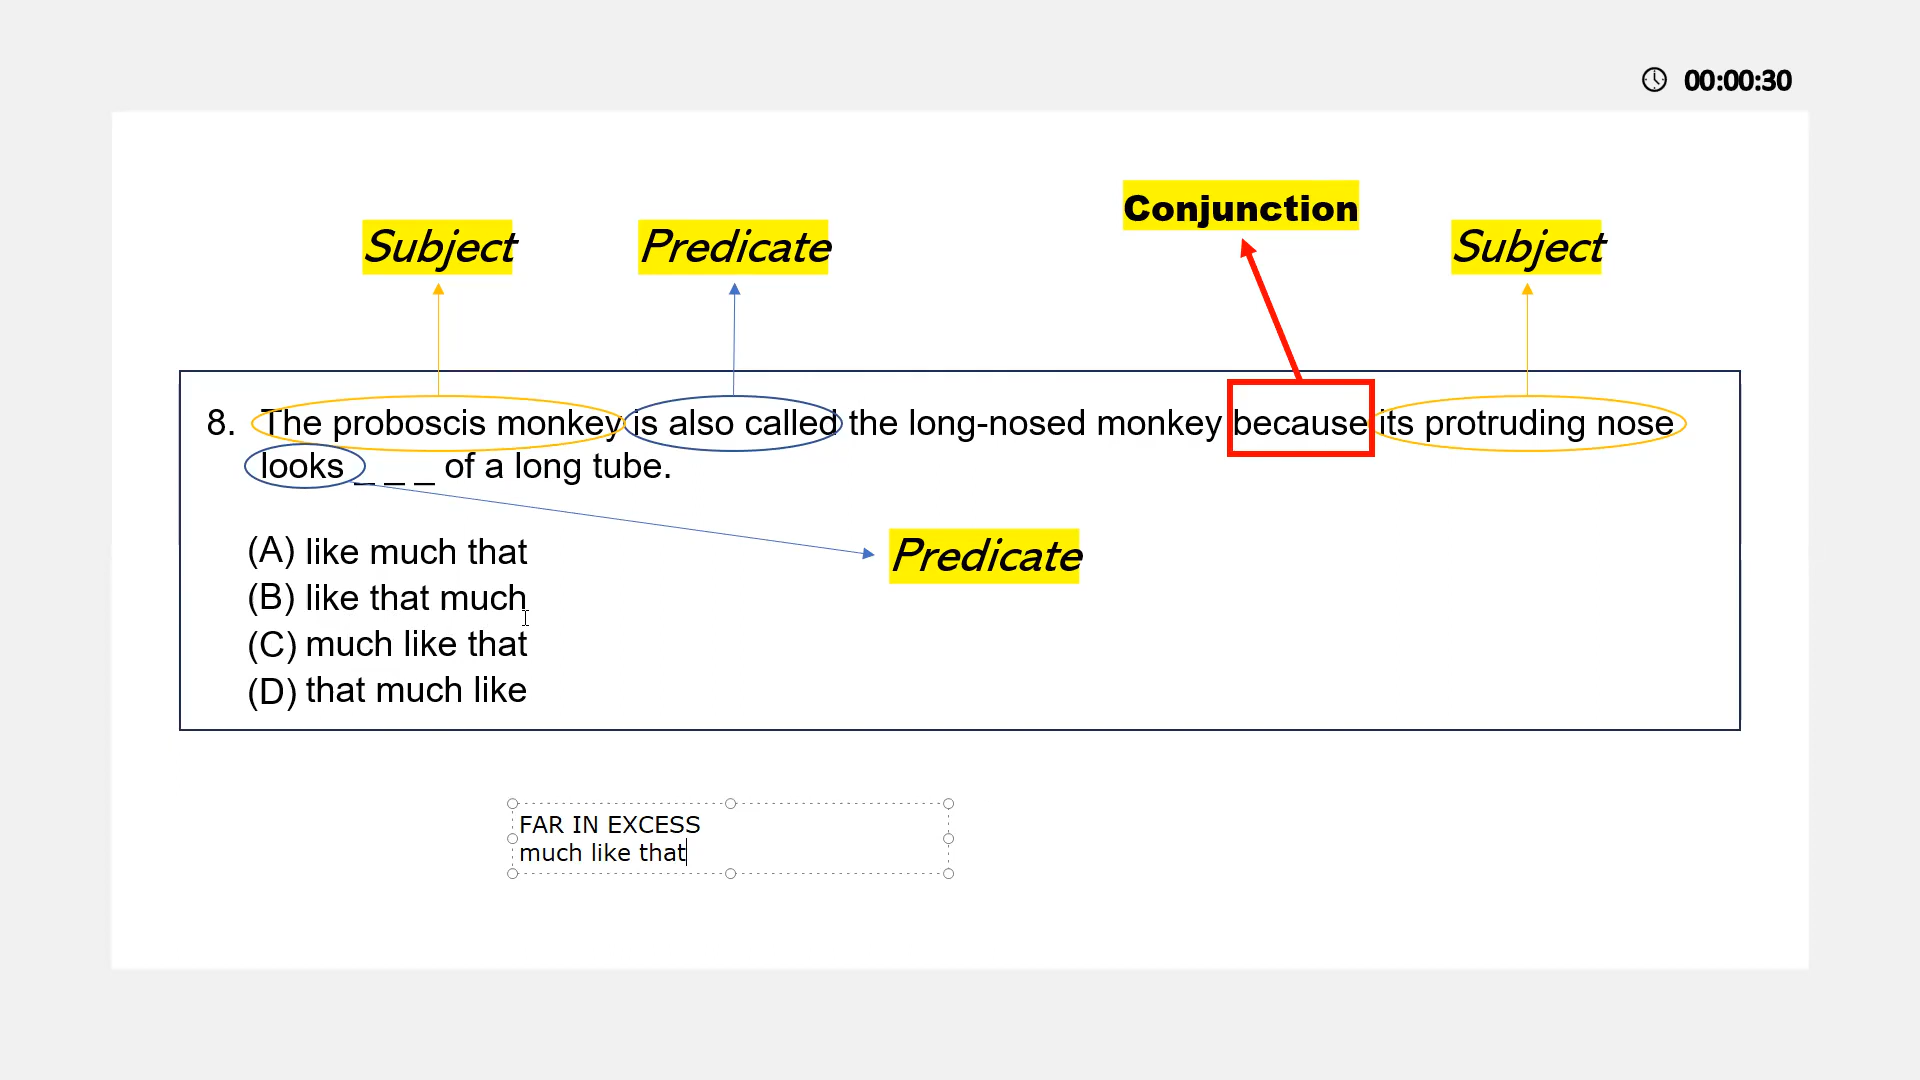 00:00:30
Conjunction
Subject Predicate Subject
8. The proboscis monkey is also called the long-nosed monkey because its protruding nose
looks _ _ _ of a long tube.
Predicate
(A) like much that
(B) like that much
(C) much like that
(D) that much like
FAR IN EXCESS
much like that